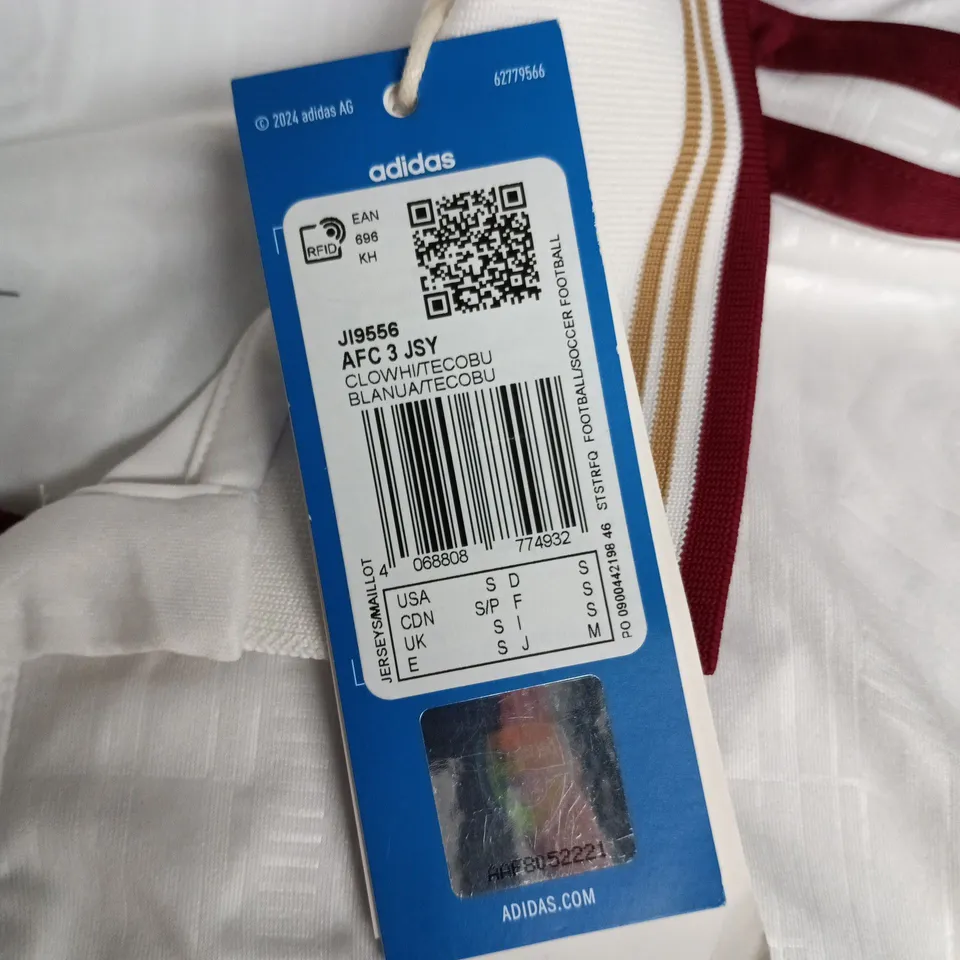 © 2024 adidas AG
62779566
adidas
RFID
EAN
696
KH
JI9556
AFC 3 JSY
CLOWHI/TECOBU
BLANUA/TECOBU
4 068808 774932
JERSEYS/MAILLOT
STSTRFQ FOOTBALL/SOCCER FOOTBALL
PO 0900442198 46
USA S D S
CDN S/P F S
UK S I S
E S J M
AAF8052221
ADIDAS.COM